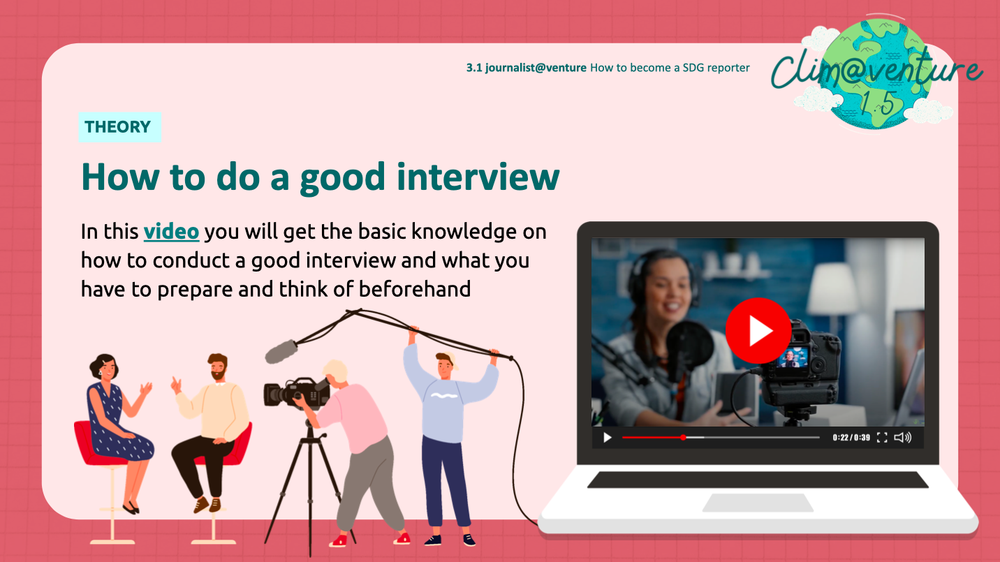 3.1 journalist@venture How to become a SDG reporter
Clim@venture
1.5
THEORY
How to do a good interview
In this video you will get the basic knowledge on
how to conduct a good interview and what you
have to prepare and think of beforehand
0:22 / 0:39